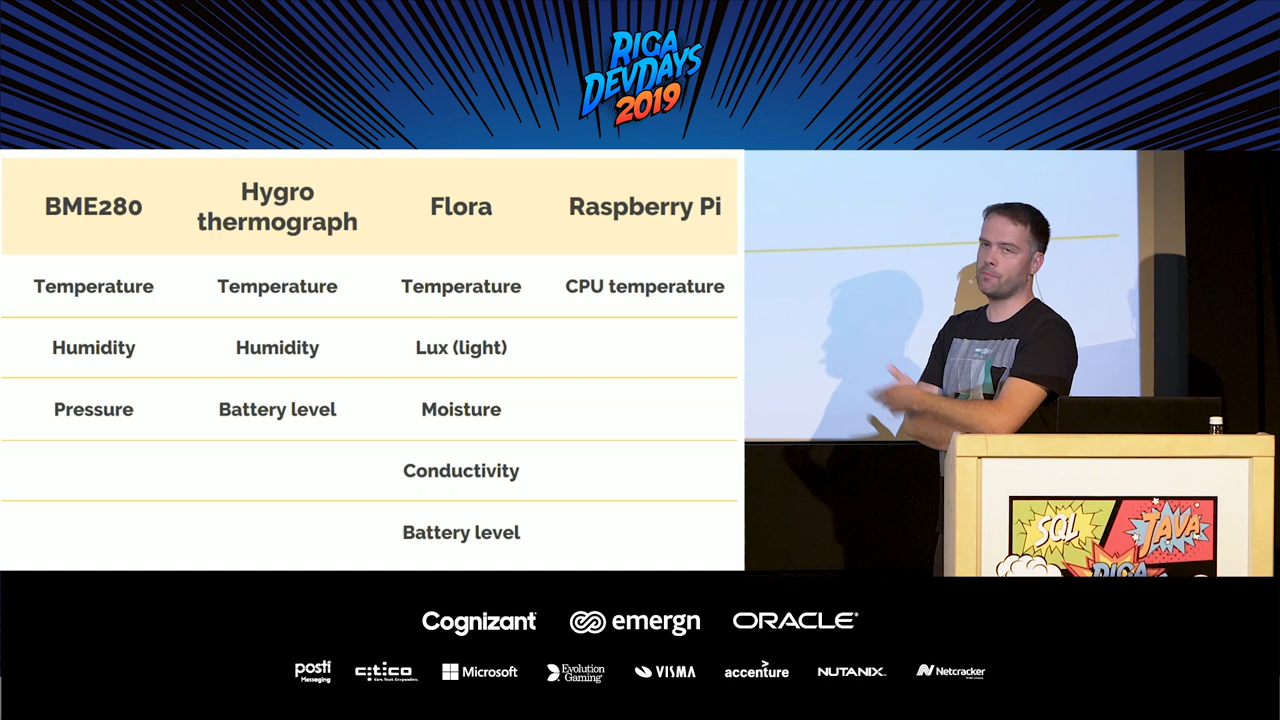 RIGA
DEVDAYS
2019
BME280
Hygro
thermograph
Flora
Raspberry Pi
Temperature
Temperature
Temperature
CPU temperature
Humidity
Humidity
Lux (light)
Pressure
Battery level
Moisture
Conductivity
Battery level
SQL
JAVA
RIGA
Cognizant
emergn
ORACLE
posti
Messaging
citico
Microsoft
Evolution
Gaming
VISMA
accenture
NUTANIX
Netcracker